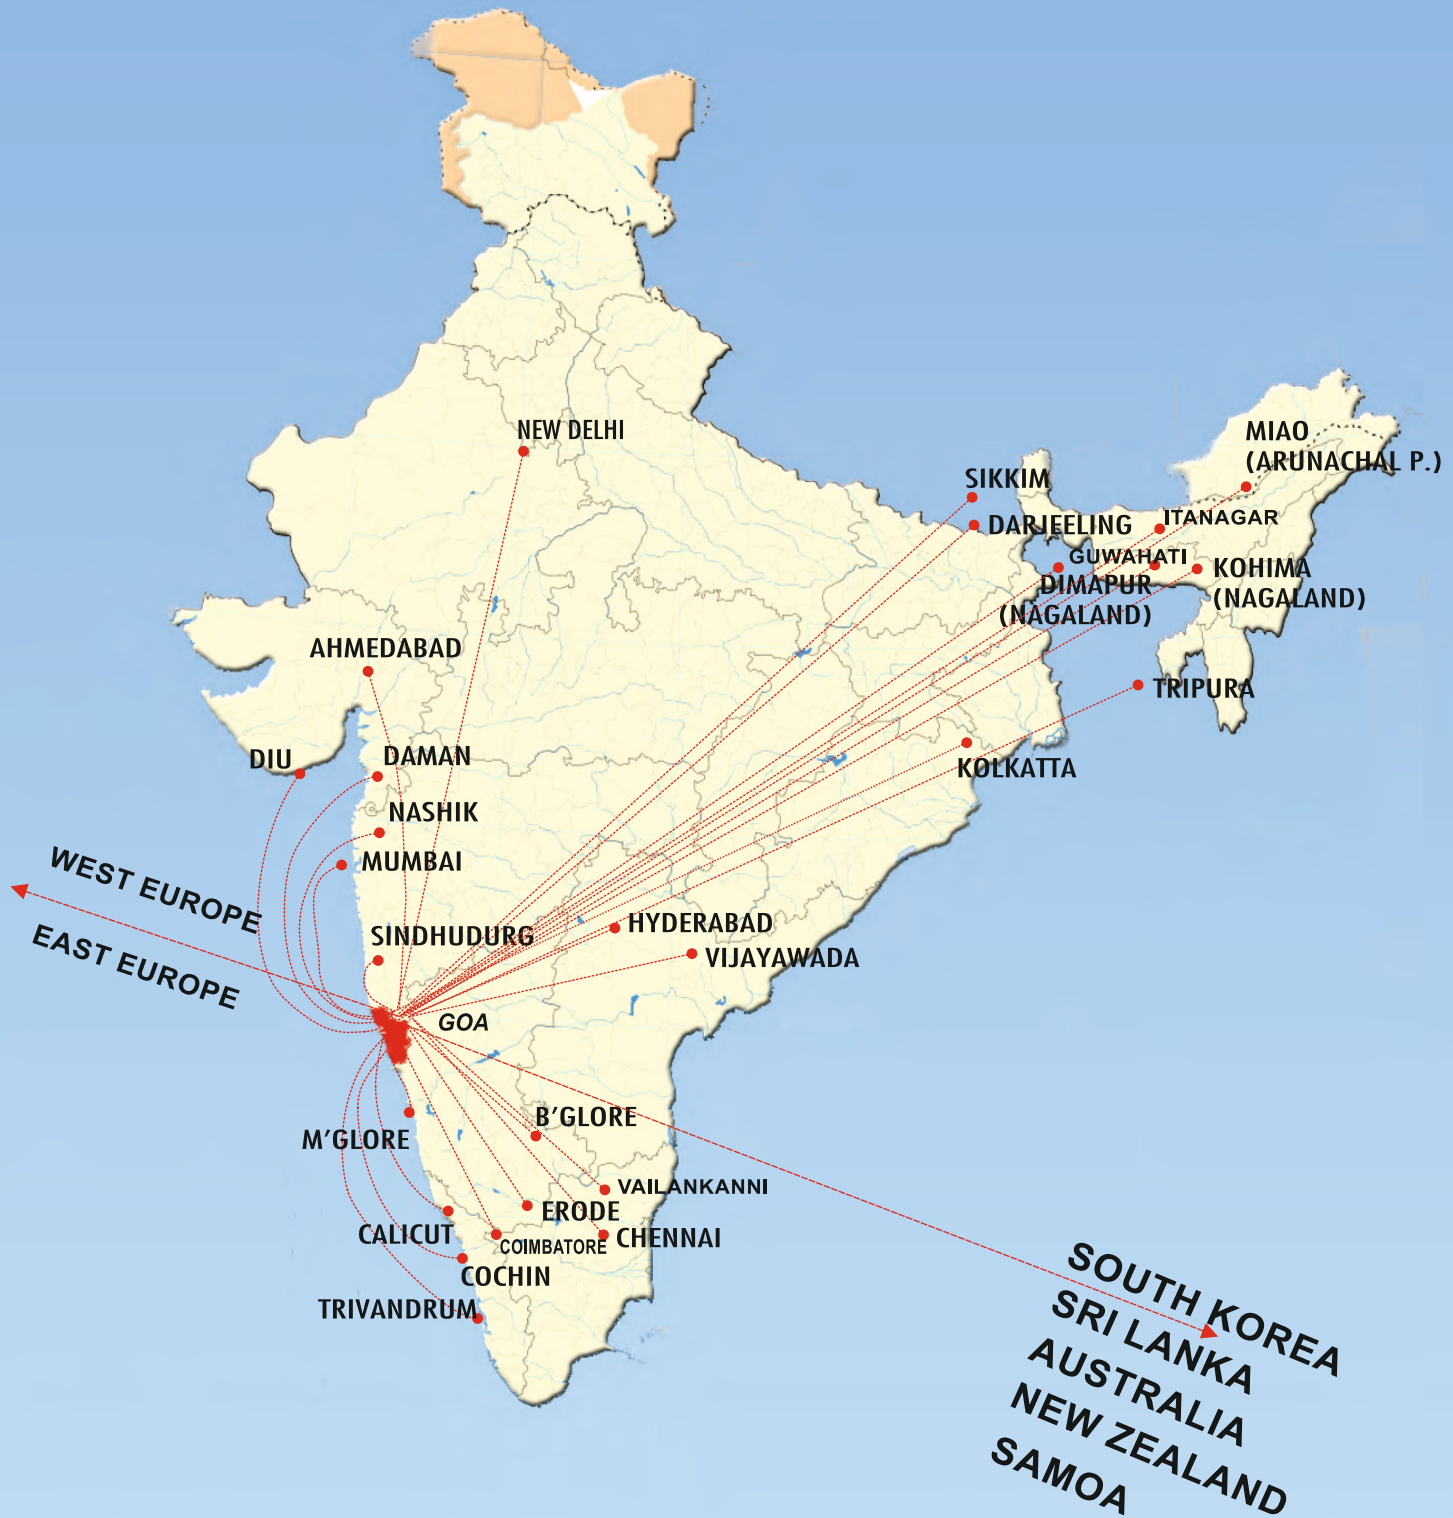 NEW DELHI
MIAO
(ARUNACHAL P.)
SIKKIM
DARJEELING
ITANAGAR
GUWAHATI
DIMAPUR
(NAGALAND)
KOHIMA
(NAGALAND)
AHMEDABAD
TRIPURA
DIU
DAMAN
KOLKATTA
NASHIK
MUMBAI
WEST EUROPE
EAST EUROPE
SINDHUDURG
HYDERABAD
VIJAYAWADA
GOA
M'GLORE
B'GLORE
VAILANKANNI
ERODE
CALICUT
COIMBATORE
CHENNAI
COCHIN
TRIVANDRUM
SOUTH KOREA
SRI LANKA
AUSTRALIA
NEW ZEALAND
SAMOA